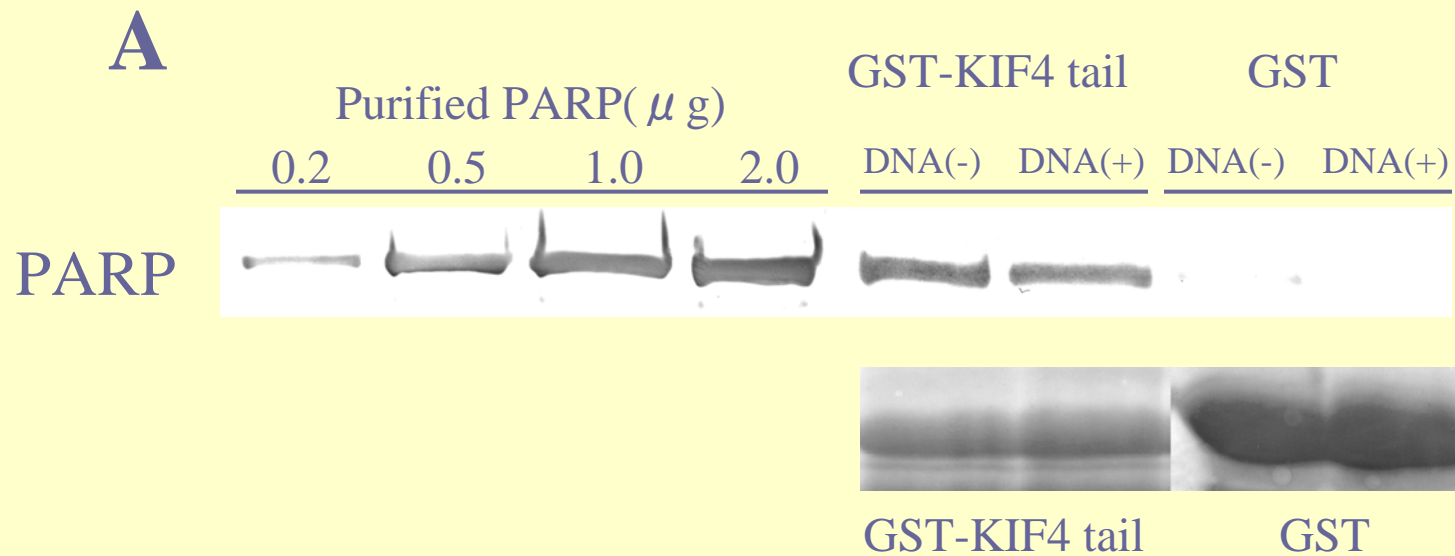 A
GST-KIF4 tail GST
Purified PARP( μ g)
0.2 0.5 1.0 2.0 DNA(-) DNA(+) DNA(-) DNA(+)
PARP
GST-KIF4 tail GST